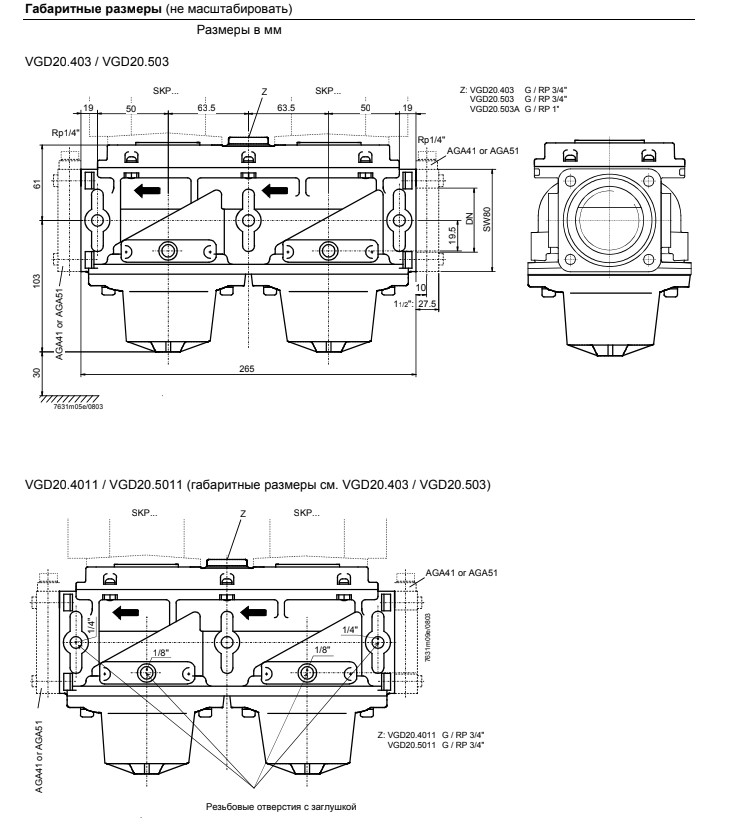 Габаритные размеры (не масштабировать)
Размеры в мм
VGD20.403 / VGD20.503
SKP...
Z
SKP...
Z: VGD20.403 G / RP 3/4"
VGD20.503 G / RP 3/4"
VGD20.503A G / RP 1"
19
50
63.5
63.5
50
19
Rp1/4"
Rp1/4"
AGA41 or AGA51
61
DN
SW80
19.5
103
10
1 1/2":
27.5
AGA41 or AGA51
265
30
7631m05e/0803
VGD20.4011 / VGD20.5011 (габаритные размеры см. VGD20.403 / VGD20.503)
SKP...
Z
SKP...
AGA41 or AGA51
1/4"
1/4"
7631m09e/0803
1/8"
1/8"
AGA41 or AGA51
Z: VGD20.4011 G / RP 3/4"
VGD20.5011 G / RP 3/4"
Резьбовые отверстия с заглушкой